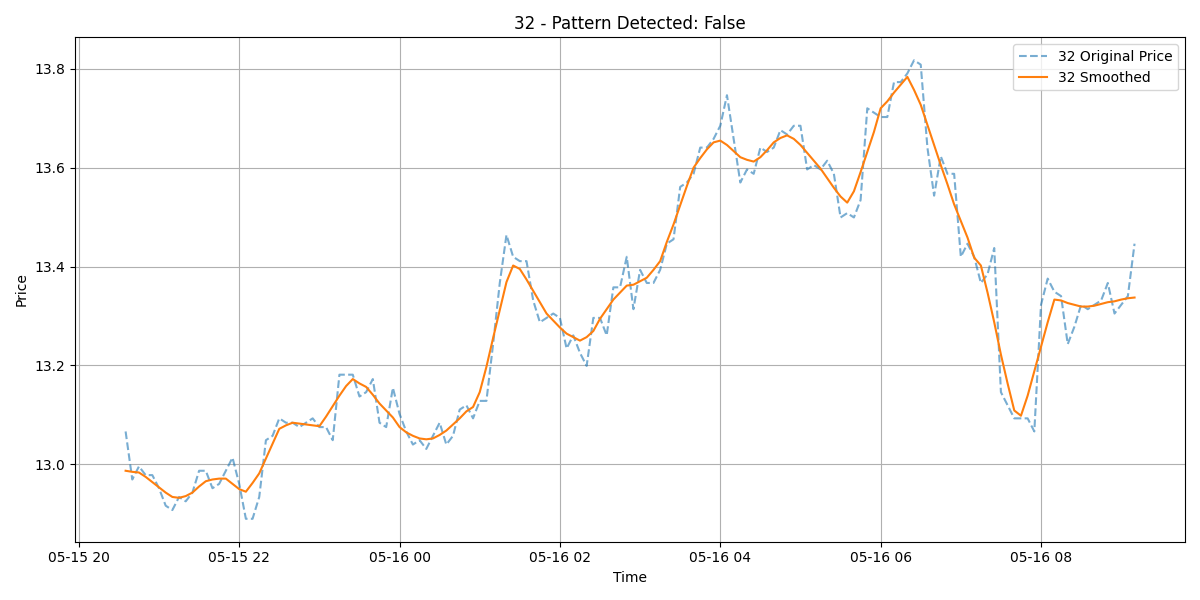 32 - Pattern Detected: False
32 Original Price
32 Smoothed
Price
13.8
13.6
13.4
13.2
13.0
05-15 20
05-15 22
05-16 00
05-16 02
05-16 04
05-16 06
05-16 08
Time